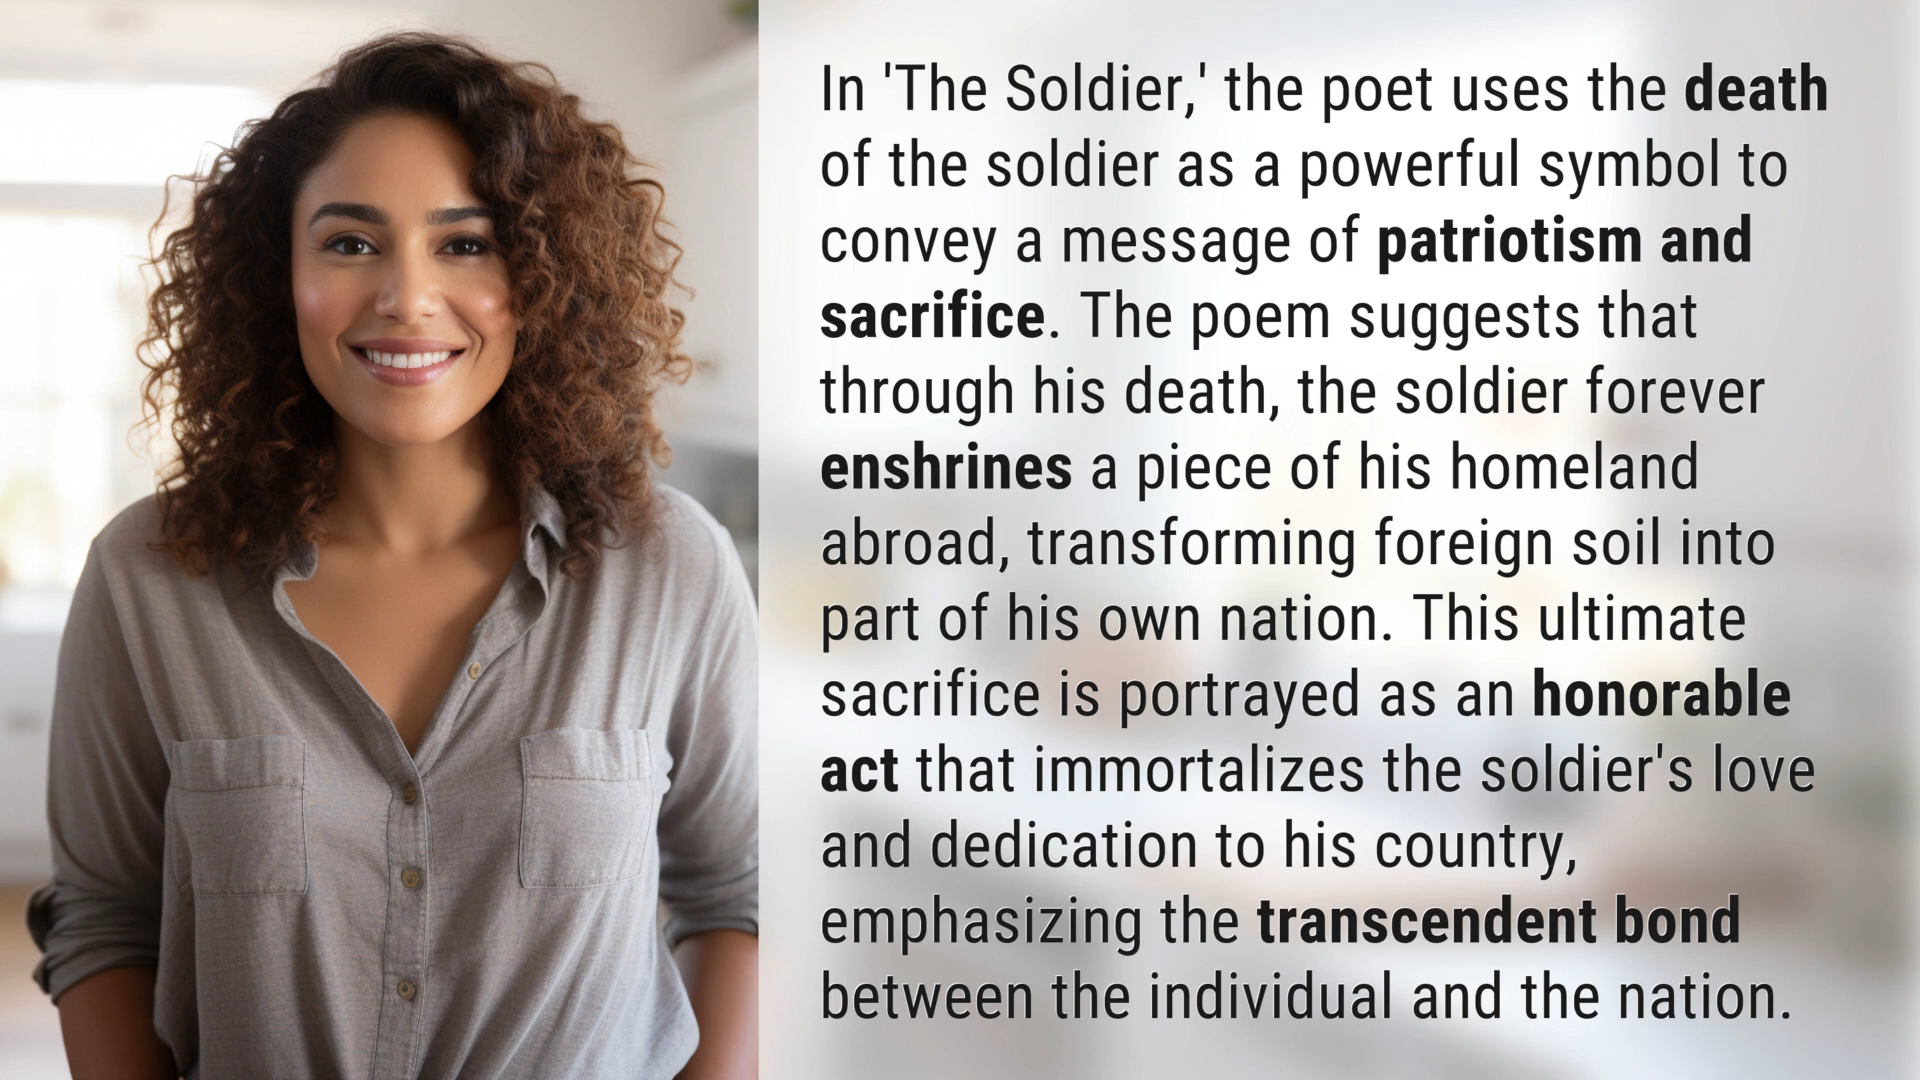 In 'The Soldier,' the poet uses the death
of the soldier as a powerful symbol to
convey a message of patriotism and
sacrifice. The poem suggests that
through his death, the soldier forever
enshrines a piece of his homeland
abroad, transforming foreign soil into
part of his own nation. This ultimate
sacrifice is portrayed as an honorable
act that immortalizes the soldier's love
and dedication to his country,
emphasizing the transcendent bond
between the individual and the nation.